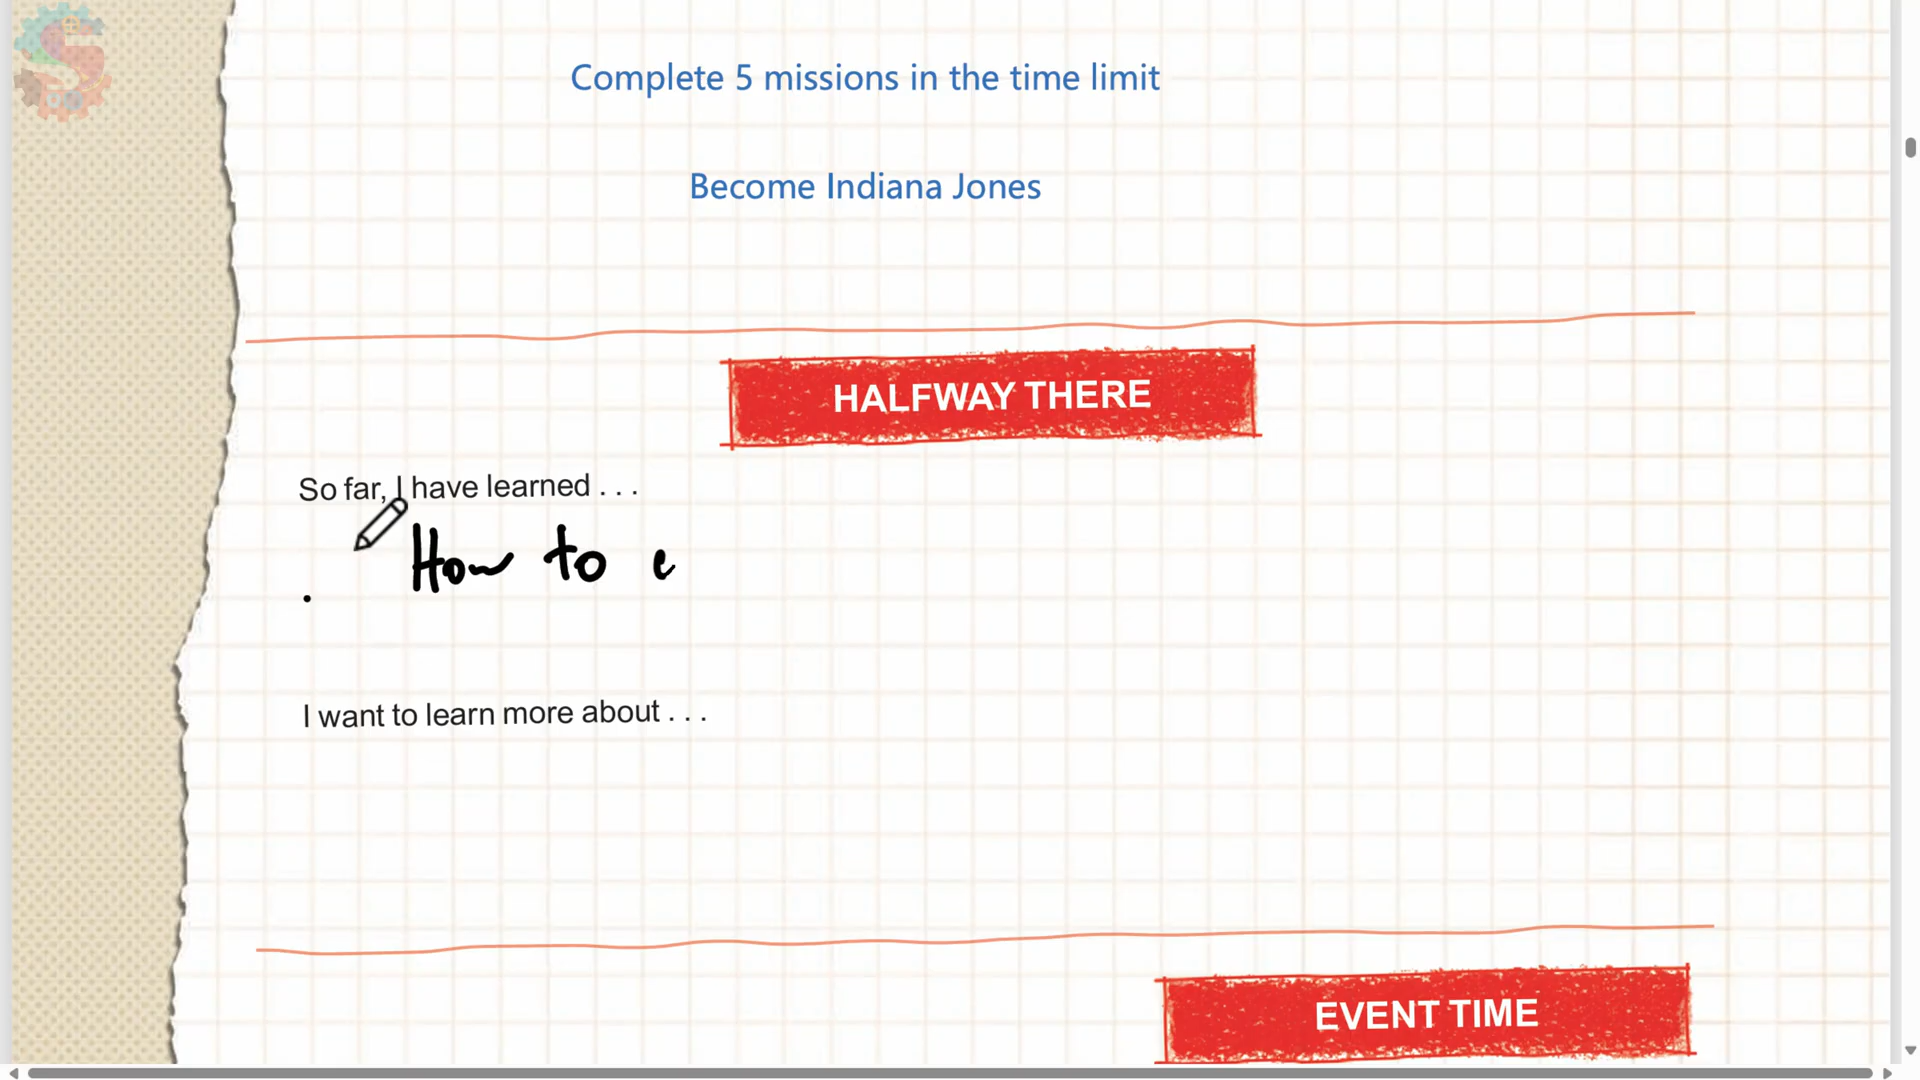 Complete 5 missions in the time limit
Become Indiana Jones
HALFWAY THERE
So far, I have learned . . .
How to e
I want to learn more about . . .
EVENT TIME